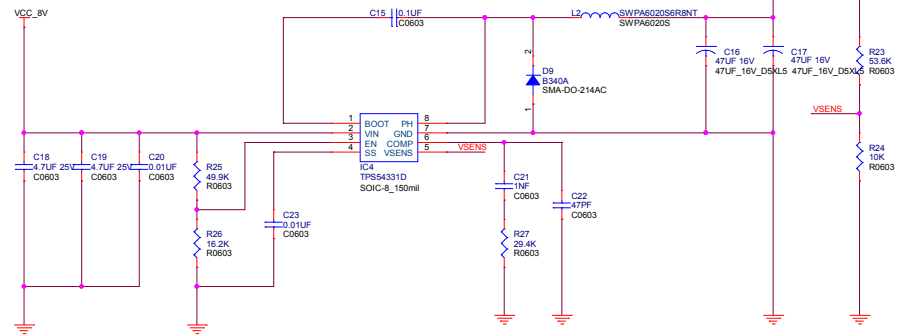 VCC_8V
C15
0.1UF
C0603
L2
SWPA6020S6R8NT
SWPA6020S
2
D9
B340A
SMA-DO-214AC
1
C16
47UF 16V
47UF_16V_D5XL5
C17
47UF 16V
47UF_16V_D5XL5
R23
53.6K
R0603
VSENS
R24
10K
R0603
1 BOOT PH 8
2 VIN GND 7
3 EN COMP 6
4 SS VSENS 5
VSENS
IC4
TPS54331D
SOIC-8_150mil
C18
4.7UF 25V
C0603
C19
4.7UF 25V
C0603
C20
0.01UF
C0603
R25
49.9K
R0603
R26
16.2K
R0603
C23
0.01UF
C0603
C21
1NF
C0603
C22
47PF
C0603
R27
29.4K
R0603